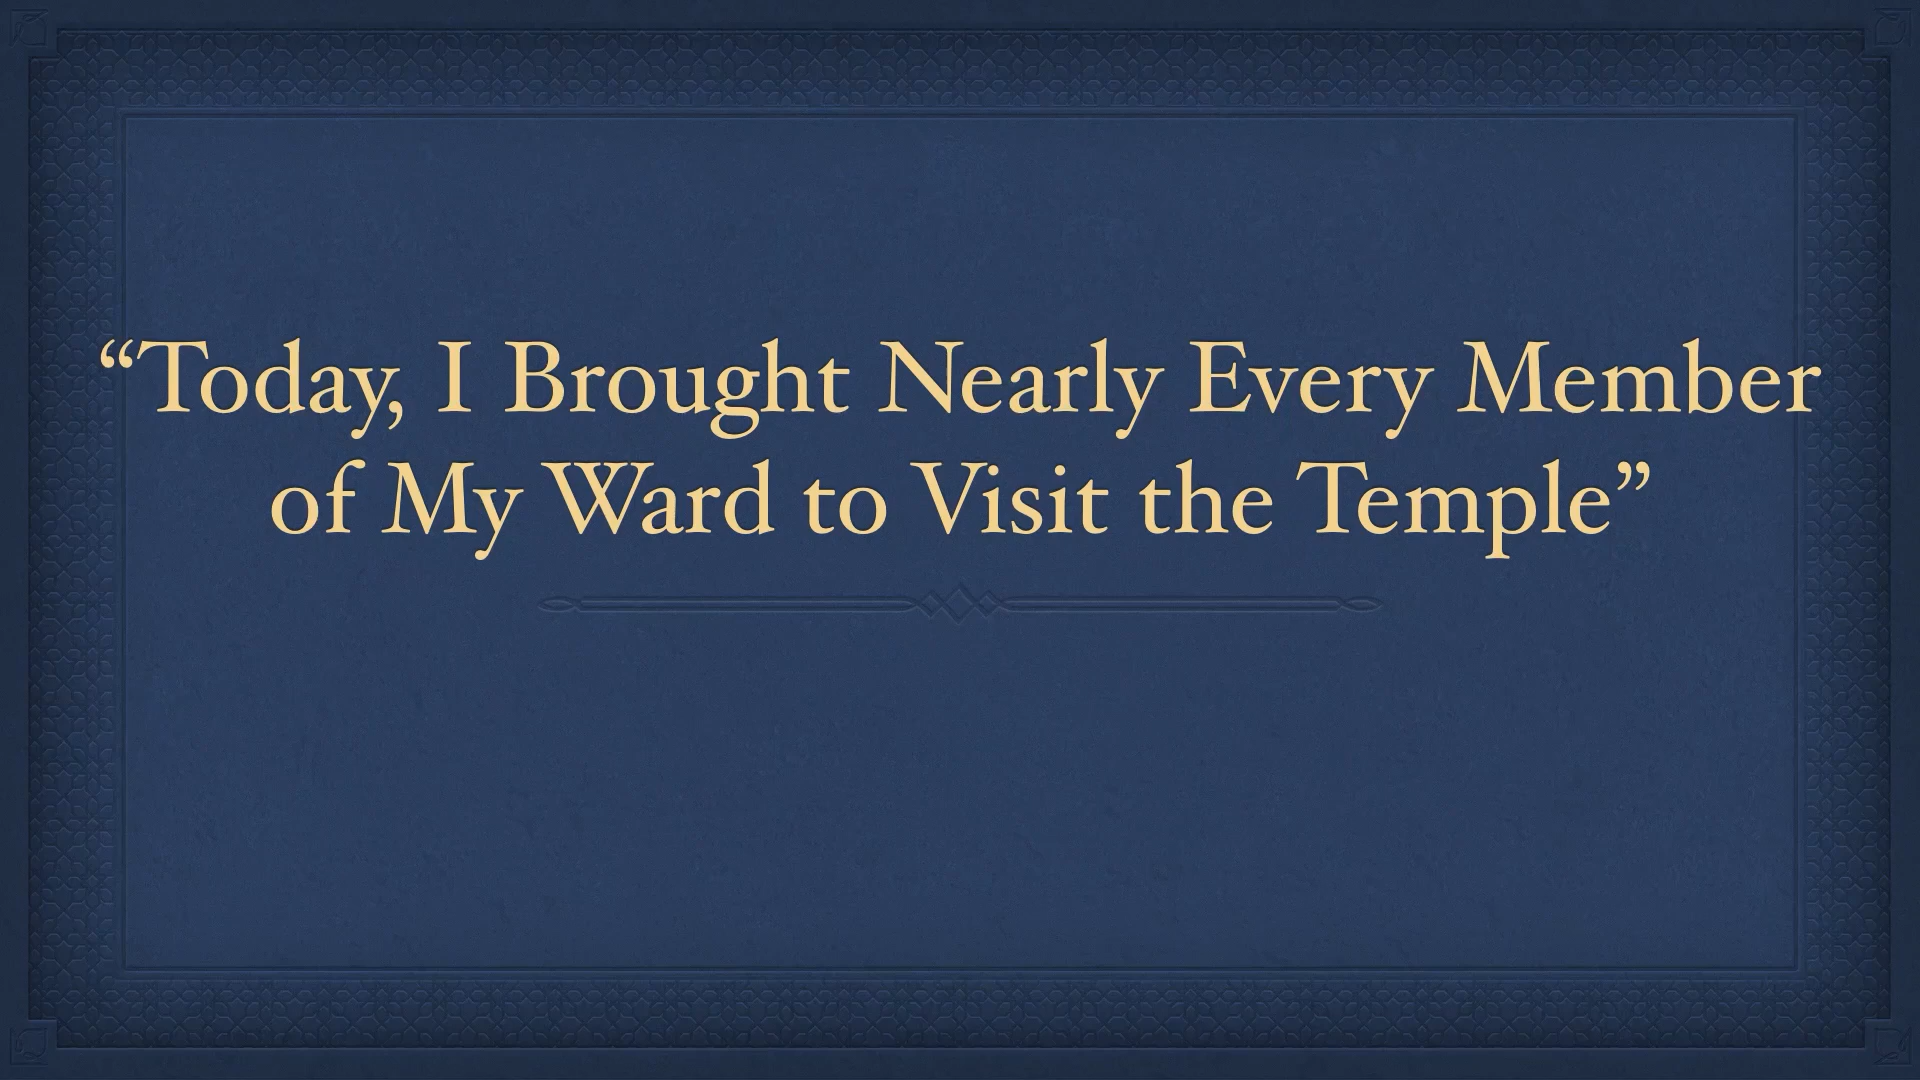 “Today, I Brought Nearly Every Member
of My Ward to Visit the Temple”